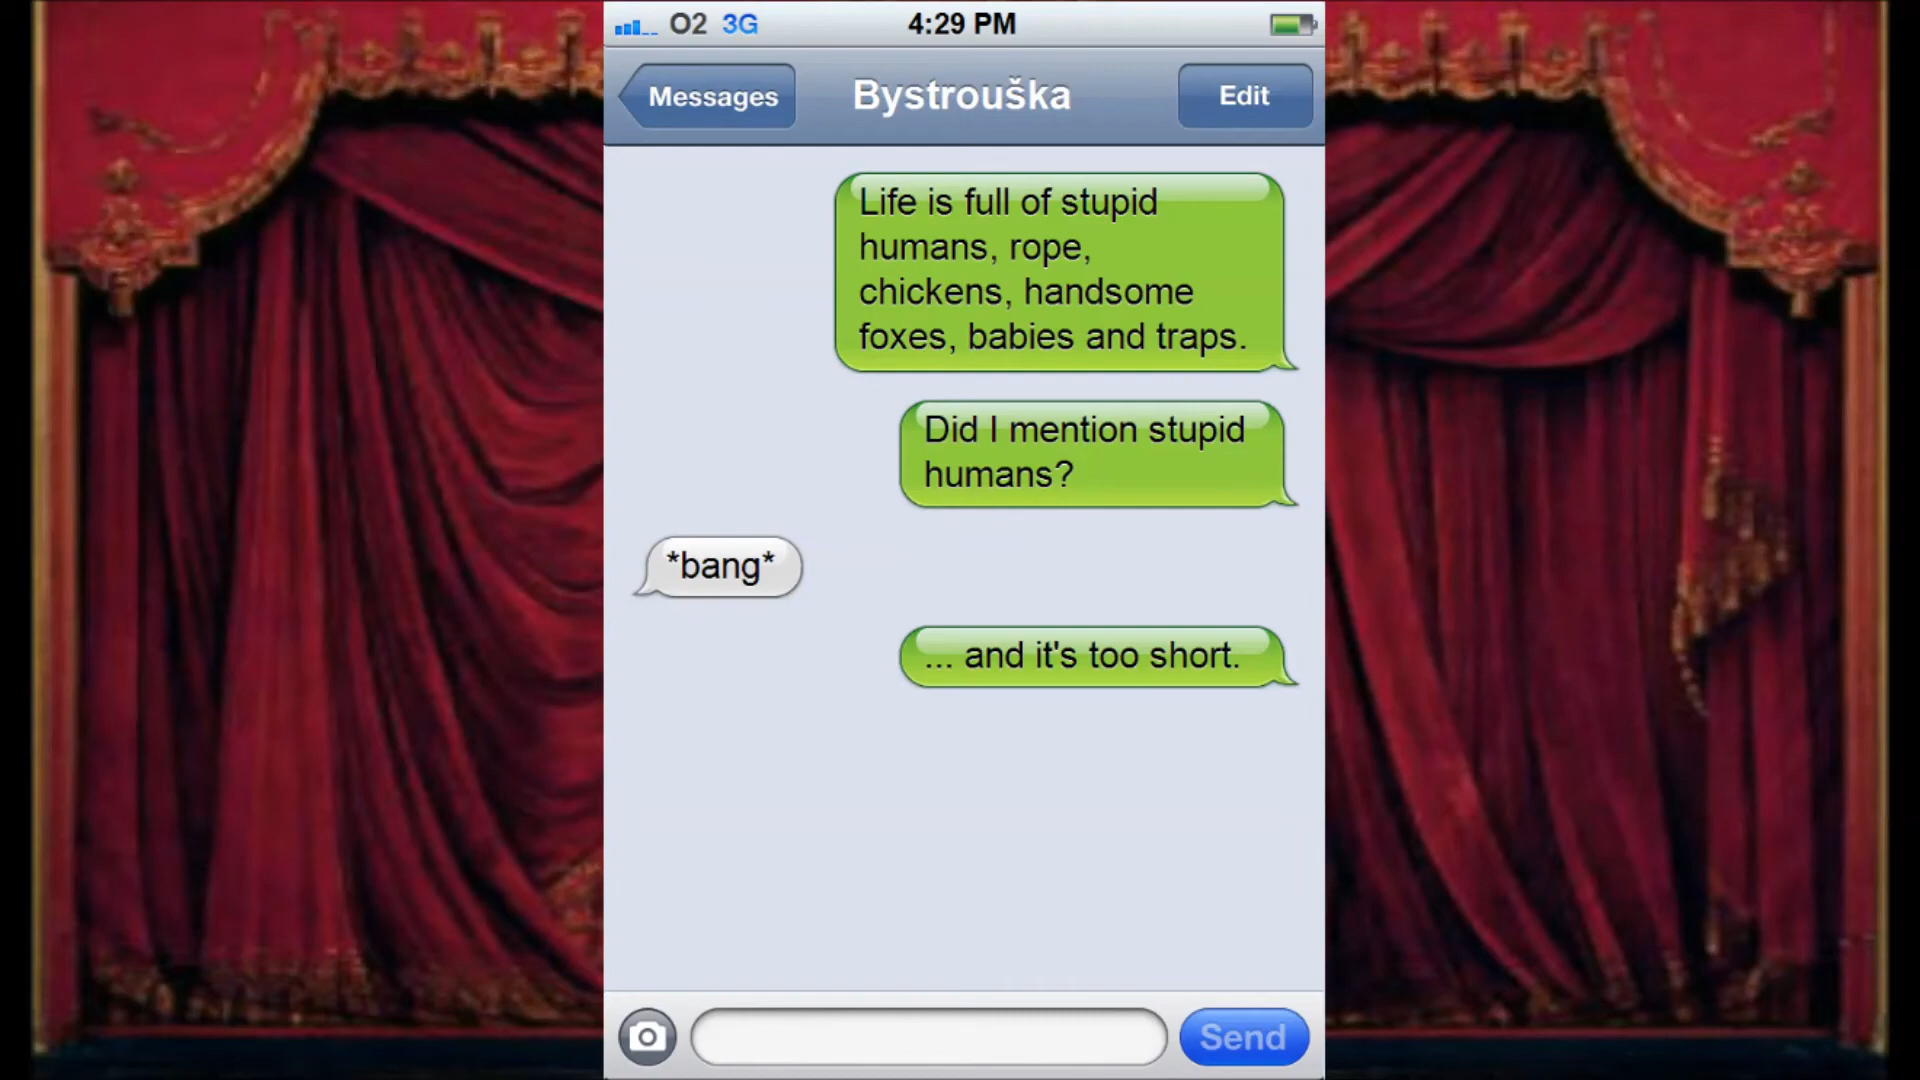 O2 3G 4:29 PM
Messages Bystrouška Edit
Life is full of stupid
humans, rope,
chickens, handsome
foxes, babies and traps.
Did I mention stupid
humans?
*bang*
... and it's too short.
Send